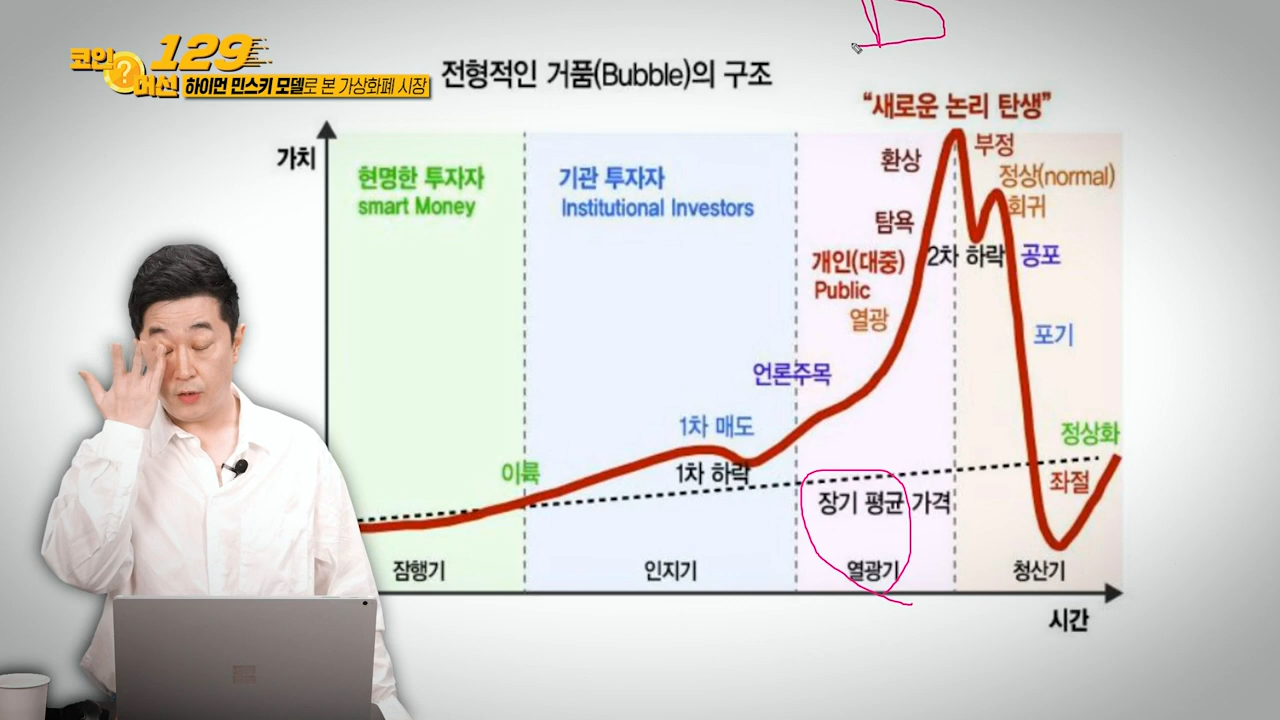 코인
?
머신
129
하이먼 민스키 모델로 본 가상화폐 시장
전형적인 거품(Bubble)의 구조
“새로운 논리 탄생”
가치
현명한 투자자
smart Money
기관 투자자
Institutional Investors
환상
부정
정상(normal)
회귀
탐욕
개인(대중)
Public
2차 하락
공포
열광
포기
언론주목
1차 매도
정상화
이륙
1차 하락
좌절
장기 평균 가격
잠행기
인지기
열광기
청산기
시간